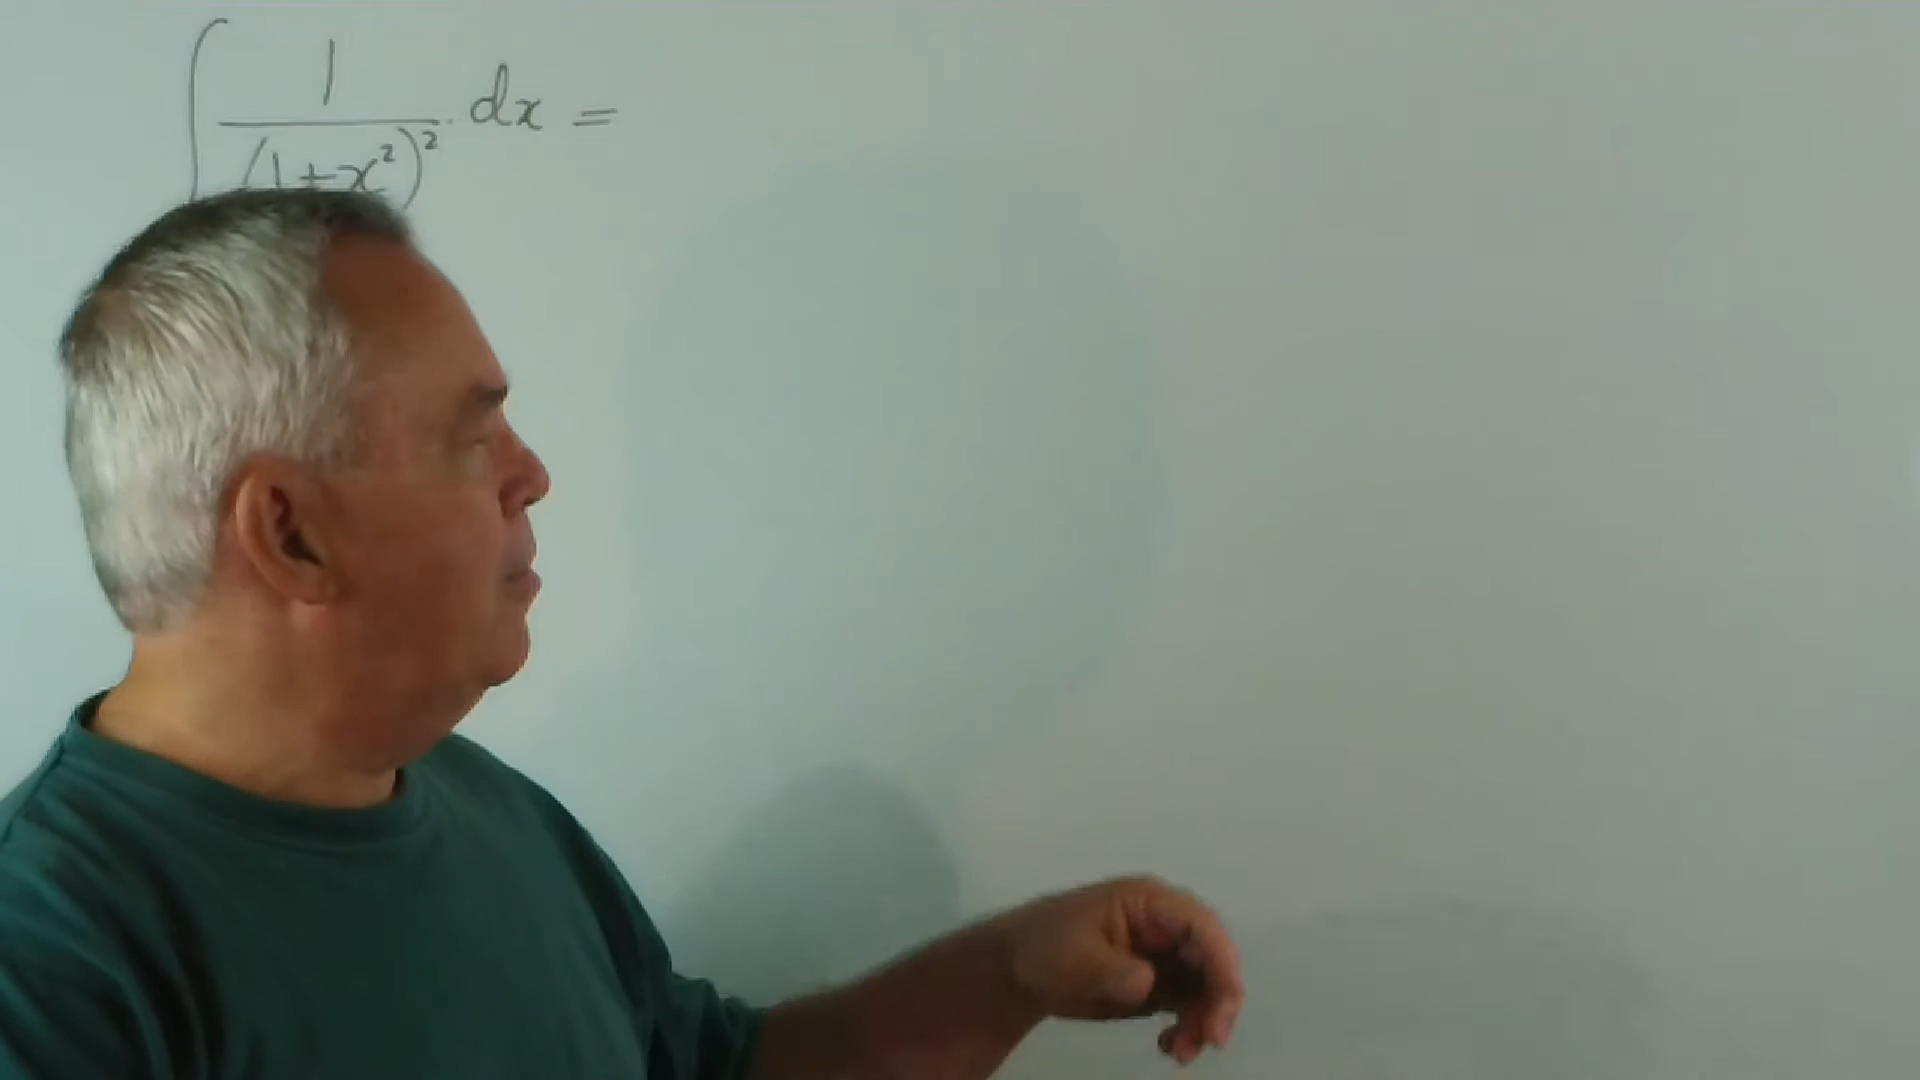 ∫ 1/(1+x²)² · dx =